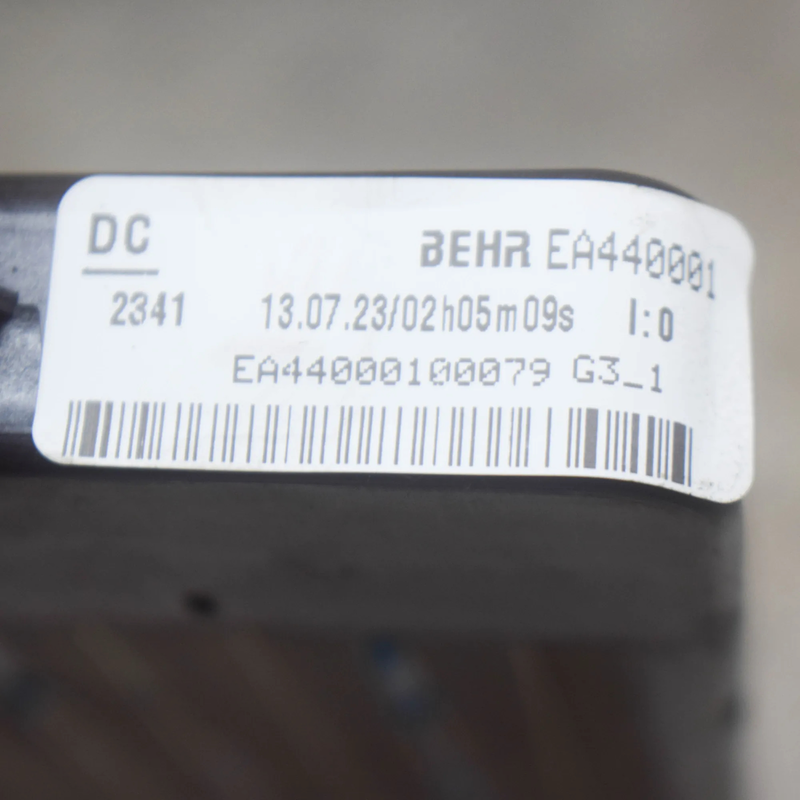 DC BEHR EA440001
2341 13.07.23/02h05m09s I:0
EA44000100079 G3_1